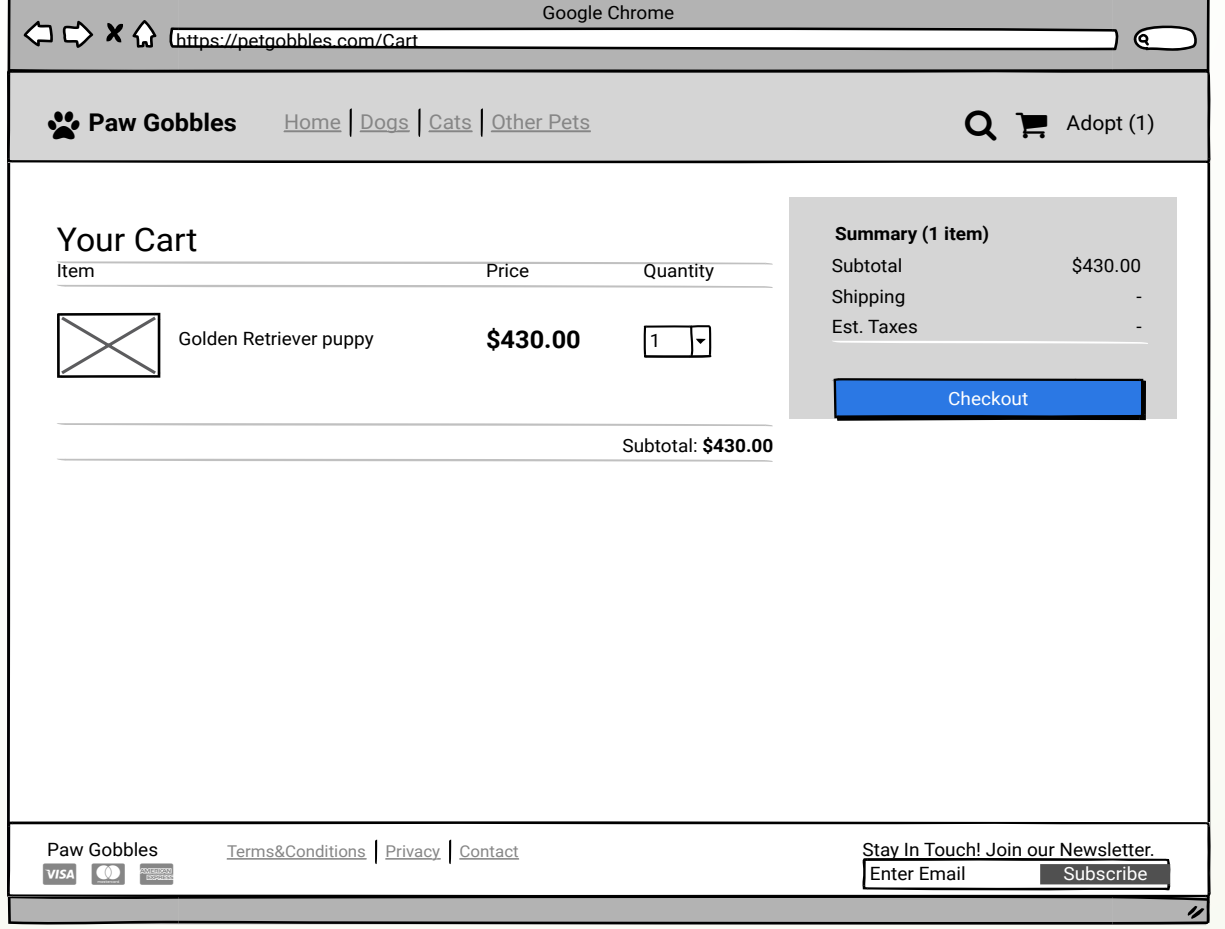 Google Chrome
https://petgobbles.com/Cart
Paw Gobbles Home Dogs Cats Other Pets Adopt (1)
Your Cart
Item Price Quantity
Golden Retriever puppy $430.00 1
Subtotal: $430.00
Summary (1 item)
Subtotal $430.00
Shipping -
Est. Taxes -
Checkout
Paw Gobbles
VISA AMERICAN EXPRESS
Terms&Conditions Privacy Contact
Stay In Touch! Join our Newsletter.
Enter Email Subscribe